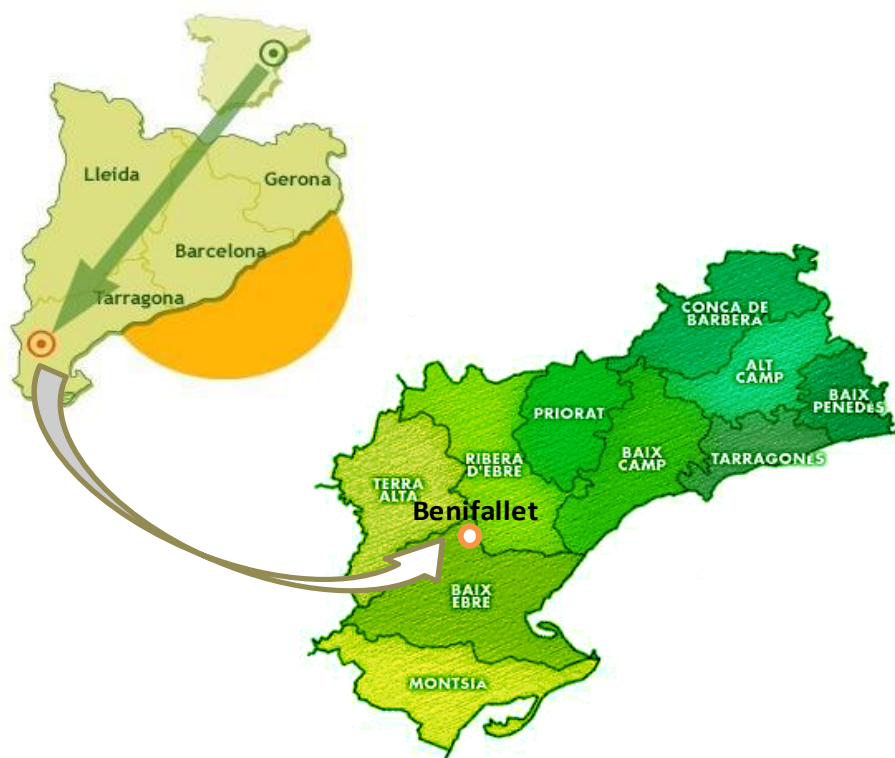 Lleida
Gerona
Barcelona
Tarragona
CONCA DE
BARBERA
ALT
CAMP
BAIX
PENEDES
PRIORAT
BAIX
CAMP
TARRAGONES
RIBERA
D'EBRE
TERRA
ALTA
Benifallet
BAIX
EBRE
MONTSIA